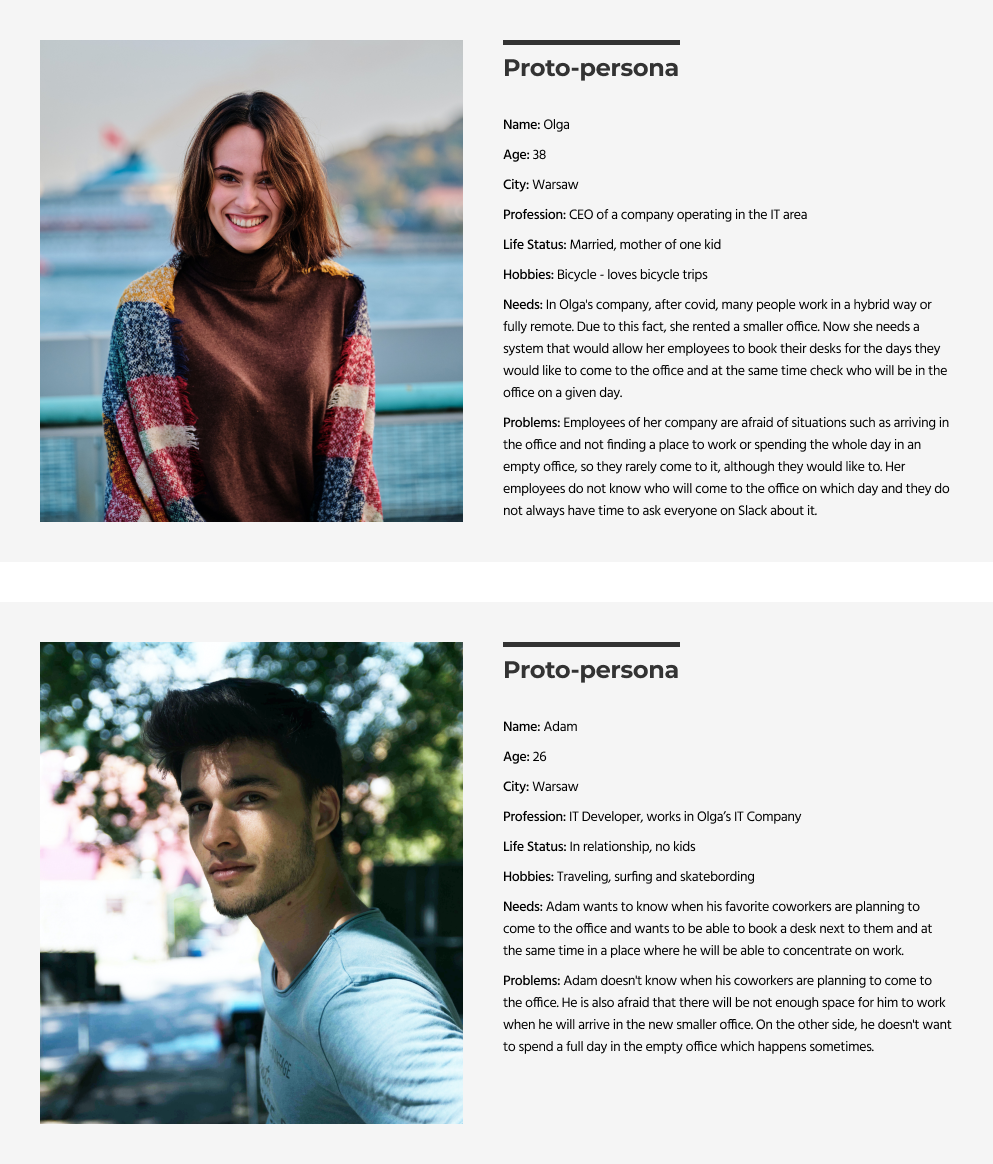 Proto-persona
Name: Olga
Age: 38
City: Warsaw
Profession: CEO of a company operating in the IT area
Life Status: Married, mother of one kid
Hobbies: Bicycle - loves bicycle trips
Needs: In Olga's company, after covid, many people work in a hybrid way or
fully remote. Due to this fact, she rented a smaller office. Now she needs a
system that would allow her employees to book their desks for the days they
would like to come to the office and at the same time check who will be in the
office on a given day.
Problems: Employees of her company are afraid of situations such as arriving in
the office and not finding a place to work or spending the whole day in an
empty office, so they rarely come to it, although they would like to. Her
employees do not know who will come to the office on which day and they do
not always have time to ask everyone on Slack about it.
Proto-persona
Name: Adam
Age: 26
City: Warsaw
Profession: IT Developer, works in Olga’s IT Company
Life Status: In relationship, no kids
Hobbies: Traveling, surfing and skatebording
Needs: Adam wants to know when his favorite coworkers are planning to
come to the office and wants to be able to book a desk next to them and at
the same time in a place where he will be able to concentrate on work.
Problems: Adam doesn't know when his coworkers are planning to come to
the office. He is also afraid that there will be not enough space for him to work
when he will arrive in the new smaller office. On the other side, he doesn't want
to spend a full day in the empty office which happens sometimes.